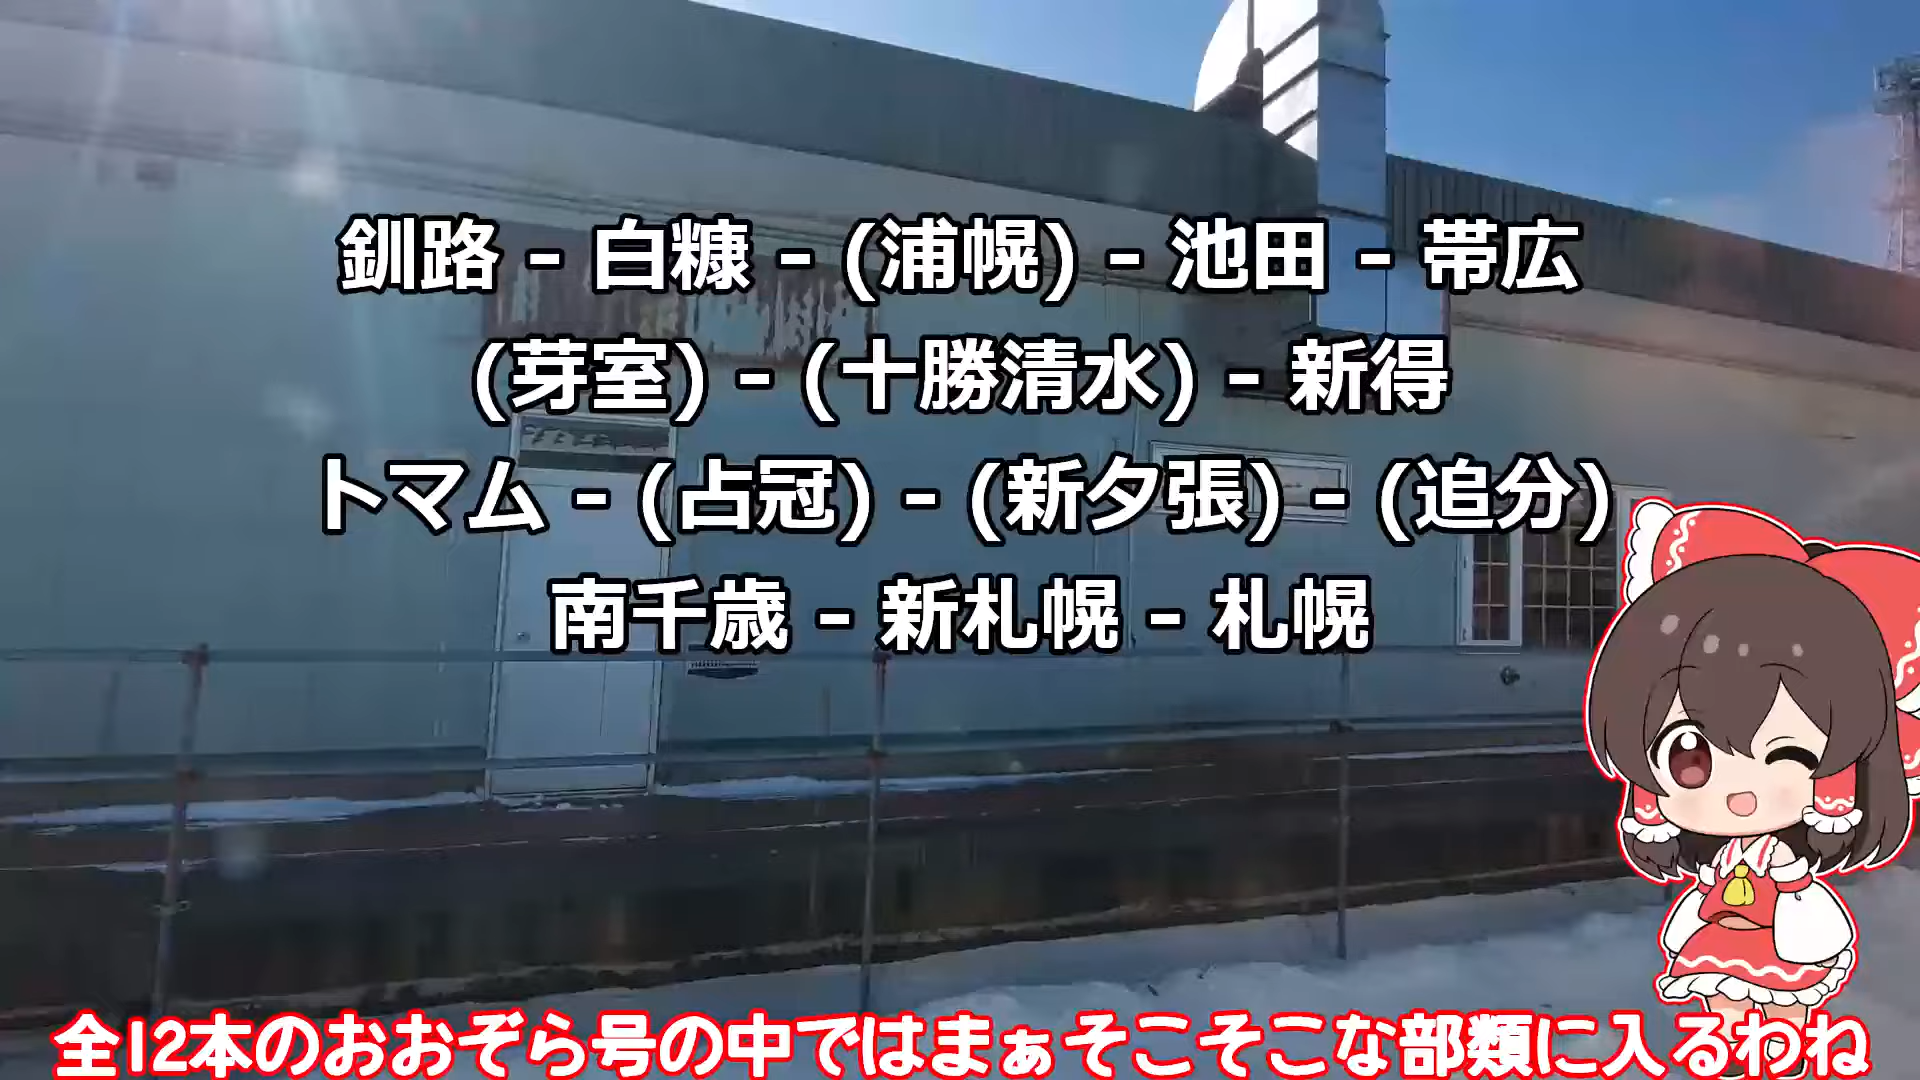 釧路 - 白糠 - (浦幌) - 池田 - 帯広
(芽室) - (十勝清水) - 新得
トマム - (占冠) - (新夕張) - (追分)
南千歳 - 新札幌 - 札幌
全12本のおおぞら号の中ではまぁそこそこな部類に入るわね